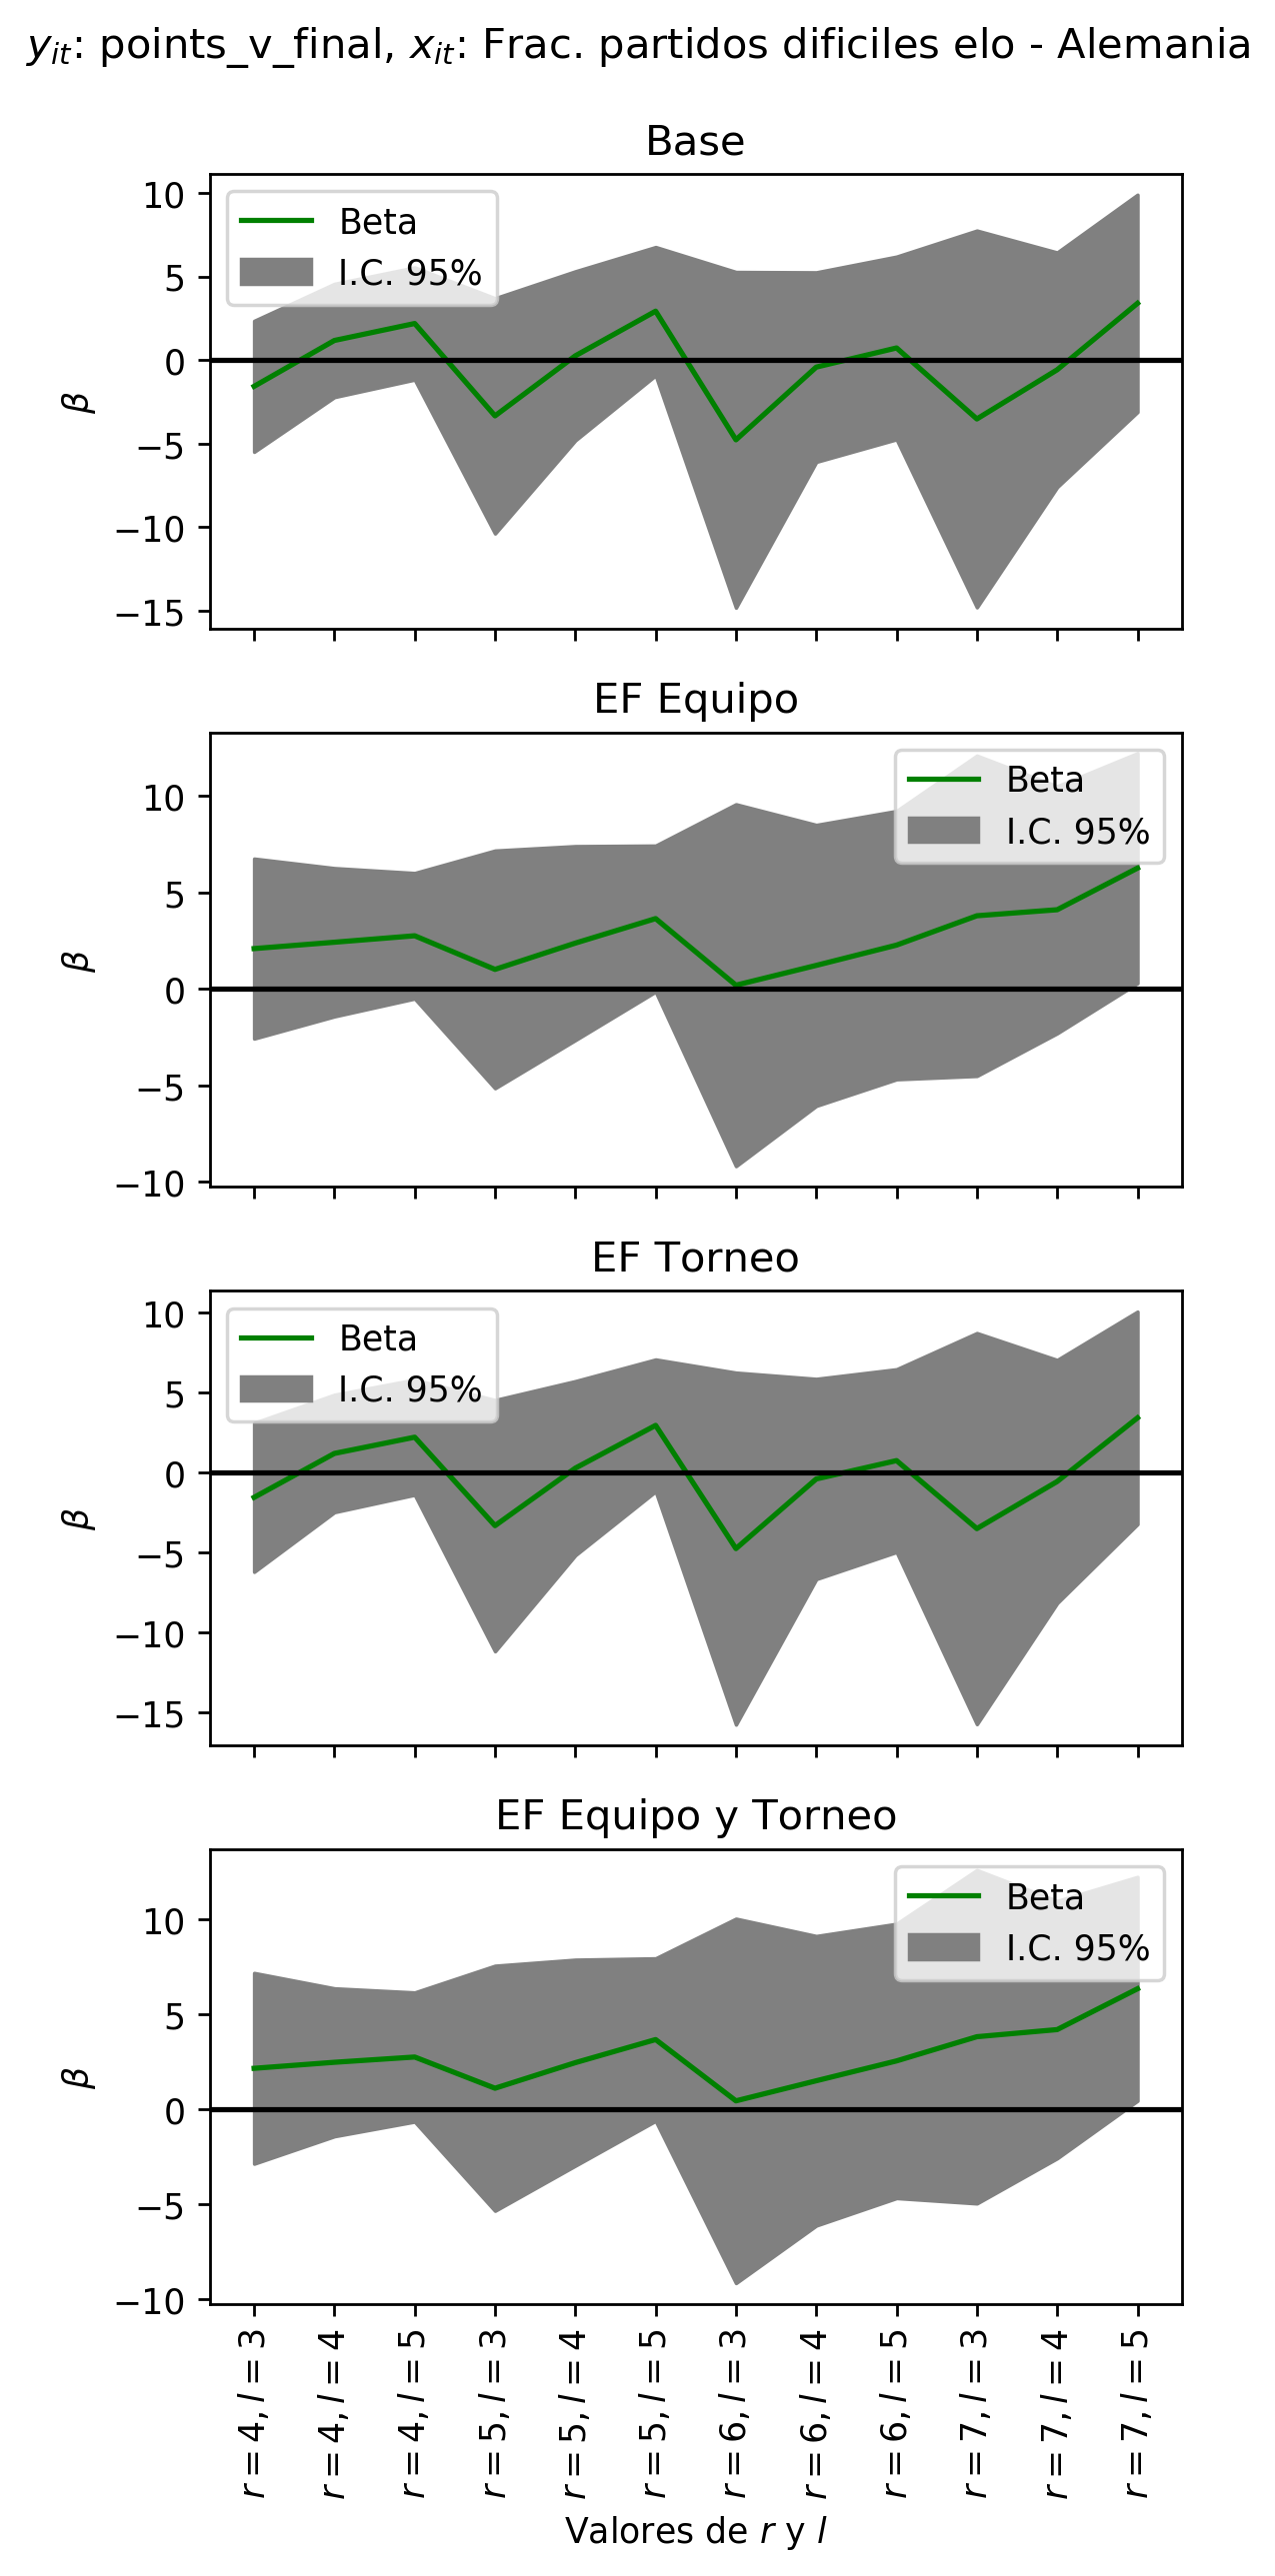 y_it: points_v_final, x_it: Frac. partidos dificiles elo - Alemania
Base
10
5
0
−5
−10
−15
β
Beta
I.C. 95%
EF Equipo
10
5
0
−5
−10
β
Beta
I.C. 95%
EF Torneo
10
5
0
−5
−10
−15
β
Beta
I.C. 95%
EF Equipo y Torneo
10
5
0
−5
−10
β
Beta
I.C. 95%
r = 4, l = 3
r = 4, l = 4
r = 4, l = 5
r = 5, l = 3
r = 5, l = 4
r = 5, l = 5
r = 6, l = 3
r = 6, l = 4
r = 6, l = 5
r = 7, l = 3
r = 7, l = 4
r = 7, l = 5
Valores de r y l